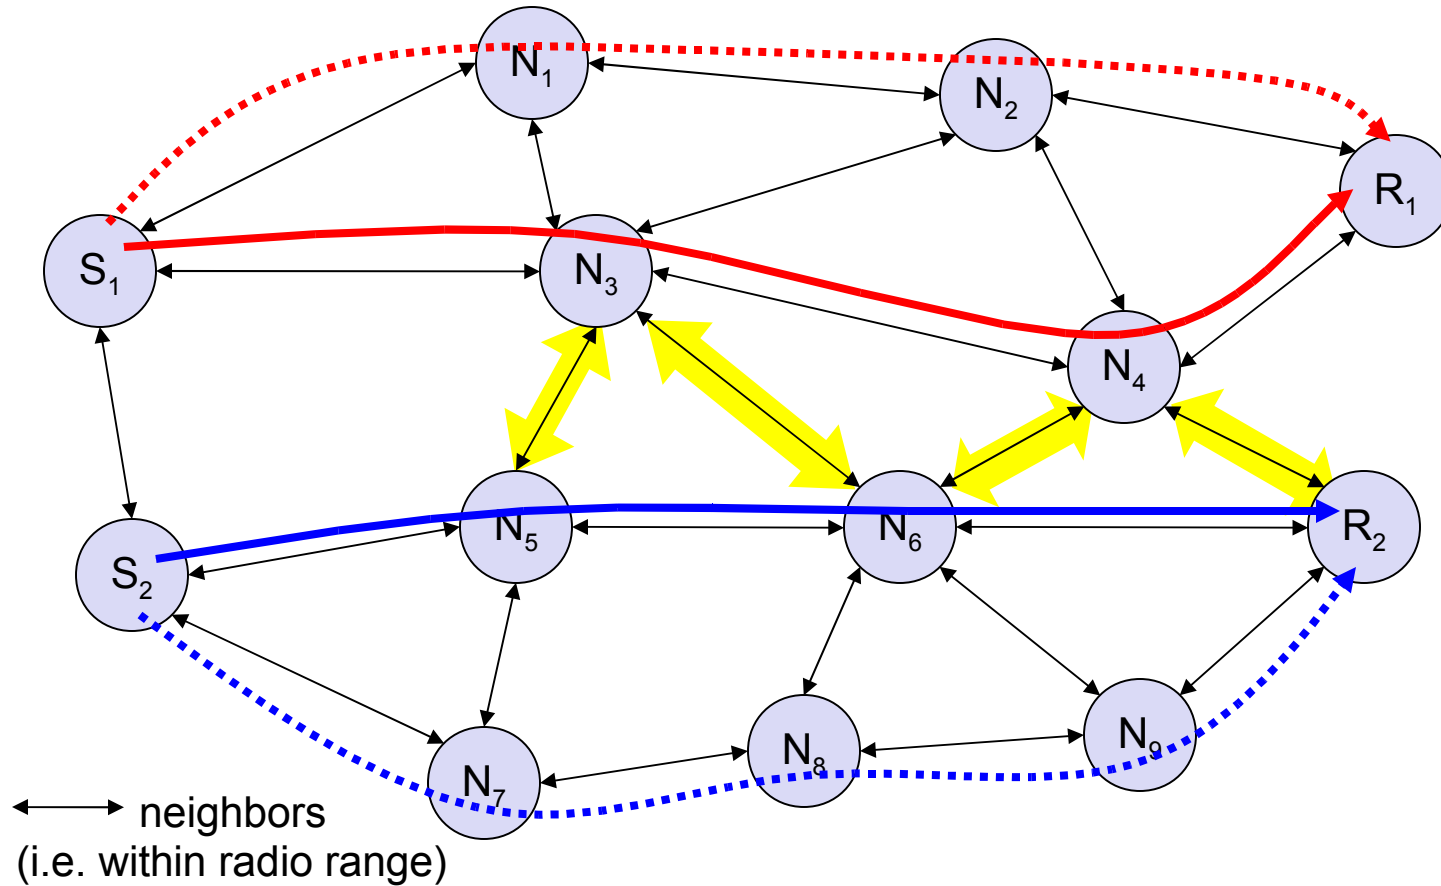 N₁
N₂
R₁
S₁
N₃
N₄
N₅
N₆
R₂
S₂
N₇
N₈
N₉
neighbors
(i.e. within radio range)